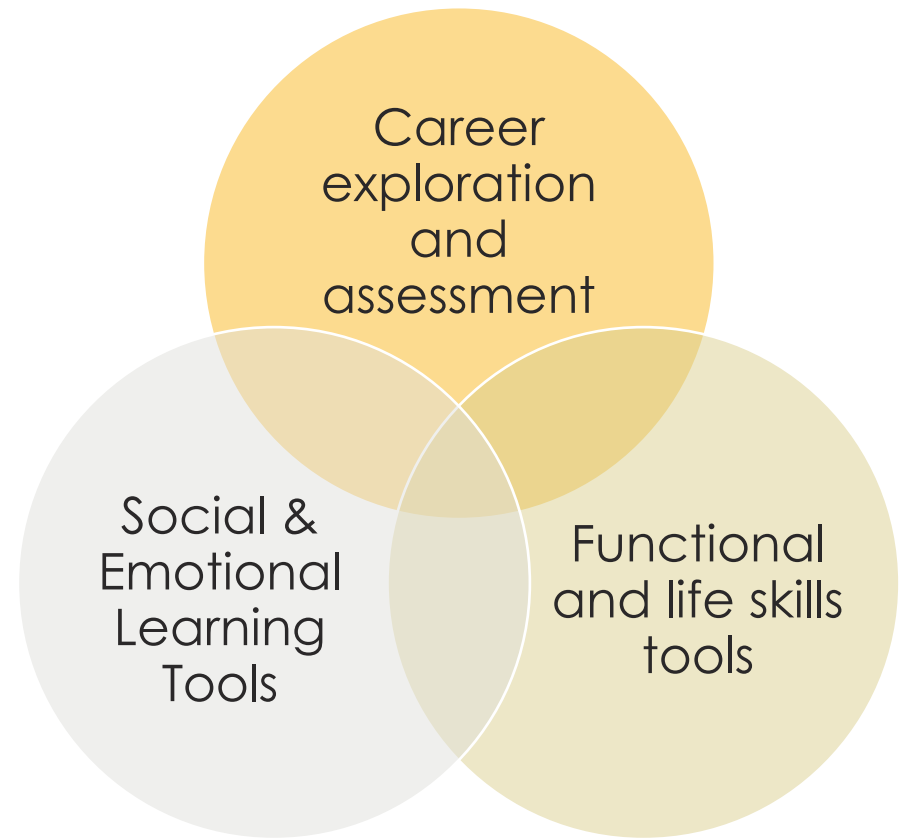 Career
exploration
and
assessment
Social &
Emotional
Learning
Tools
Functional
and life skills
tools